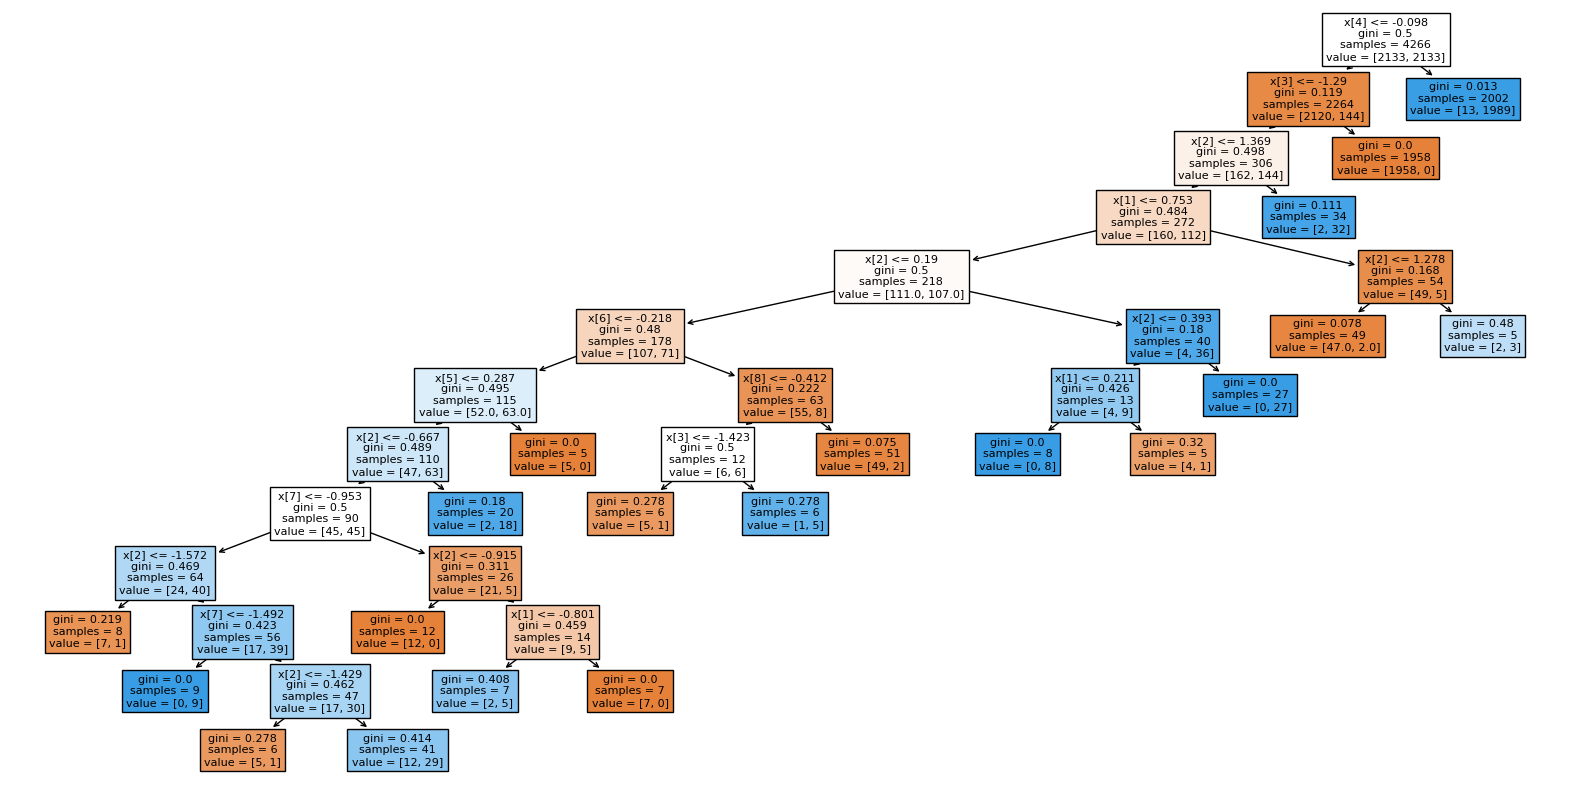 x[4] <= -0.098
gini = 0.5
samples = 4266
value = [2133, 2133]
x[3] <= -1.29
gini = 0.119
samples = 2264
value = [2120, 144]
gini = 0.013
samples = 2002
value = [13, 1989]
x[2] <= 1.369
gini = 0.498
samples = 306
value = [162, 144]
gini = 0.0
samples = 1958
value = [1958, 0]
x[1] <= 0.753
gini = 0.484
samples = 272
value = [160, 112]
gini = 0.111
samples = 34
value = [2, 32]
x[2] <= 0.19
gini = 0.5
samples = 218
value = [111.0, 107.0]
x[2] <= 1.278
gini = 0.168
samples = 54
value = [49, 5]
x[6] <= -0.218
gini = 0.48
samples = 178
value = [107, 71]
x[2] <= 0.393
gini = 0.18
samples = 40
value = [4, 36]
gini = 0.078
samples = 49
value = [47.0, 2.0]
gini = 0.48
samples = 5
value = [2, 3]
x[5] <= 0.287
gini = 0.495
samples = 115
value = [52.0, 63.0]
x[8] <= -0.412
gini = 0.222
samples = 63
value = [55, 8]
x[1] <= 0.211
gini = 0.426
samples = 13
value = [4, 9]
gini = 0.0
samples = 27
value = [0, 27]
x[2] <= -0.667
gini = 0.489
samples = 110
value = [47, 63]
gini = 0.0
samples = 5
value = [5, 0]
x[3] <= -1.423
gini = 0.5
samples = 12
value = [6, 6]
gini = 0.075
samples = 51
value = [49, 2]
gini = 0.0
samples = 8
value = [0, 8]
gini = 0.32
samples = 5
value = [4, 1]
x[7] <= -0.953
gini = 0.5
samples = 90
value = [45, 45]
gini = 0.18
samples = 20
value = [2, 18]
gini = 0.278
samples = 6
value = [5, 1]
gini = 0.278
samples = 6
value = [1, 5]
x[2] <= -1.572
gini = 0.469
samples = 64
value = [24, 40]
x[2] <= -0.915
gini = 0.311
samples = 26
value = [21, 5]
gini = 0.219
samples = 8
value = [7, 1]
x[7] <= -1.492
gini = 0.423
samples = 56
value = [17, 39]
gini = 0.0
samples = 12
value = [12, 0]
x[1] <= -0.801
gini = 0.459
samples = 14
value = [9, 5]
gini = 0.0
samples = 9
value = [0, 9]
x[2] <= -1.429
gini = 0.462
samples = 47
value = [17, 30]
gini = 0.408
samples = 7
value = [2, 5]
gini = 0.0
samples = 7
value = [7, 0]
gini = 0.278
samples = 6
value = [5, 1]
gini = 0.414
samples = 41
value = [12, 29]